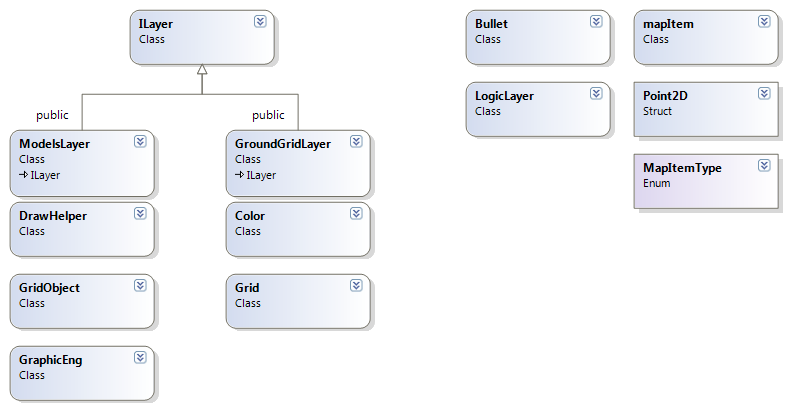 ILayer
Class
Bullet
Class
mapItem
Class
LogicLayer
Class
Point2D
Struct
public
public
ModelsLayer
Class
ILayer
GroundGridLayer
Class
ILayer
MapItemType
Enum
DrawHelper
Class
Color
Class
GridObject
Class
Grid
Class
GraphicEng
Class